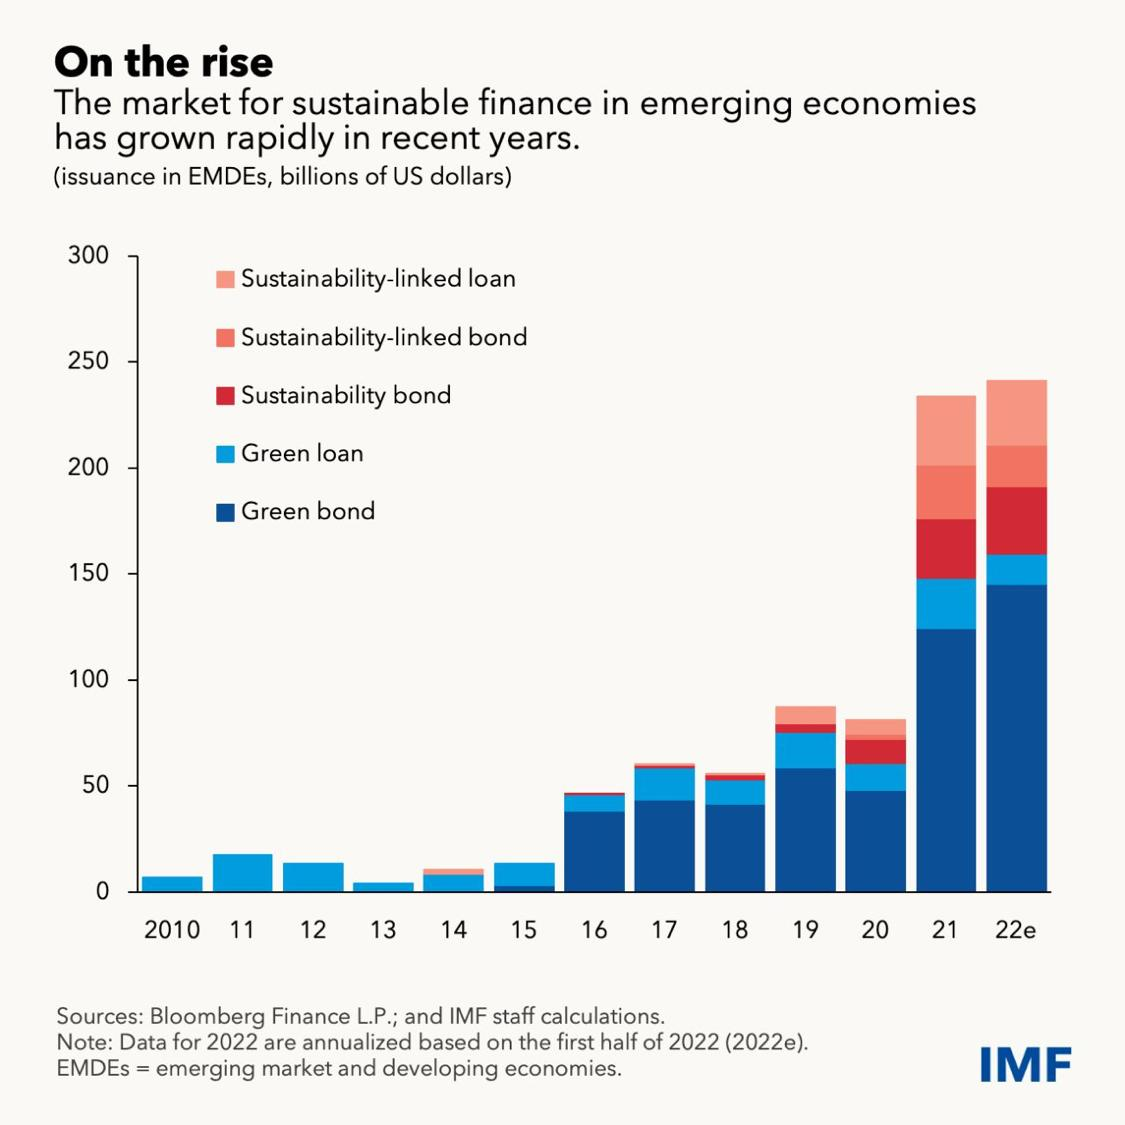 On the rise
The market for sustainable finance in emerging economies
has grown rapidly in recent years.
(issuance in EMDEs, billions of US dollars)
300
250
200
150
100
50
0
Sustainability-linked loan
Sustainability-linked bond
Sustainability bond
Green loan
Green bond
2010 11 12 13 14 15 16 17 18 19 20 21 22e
Sources: Bloomberg Finance L.P.; and IMF staff calculations.
Note: Data for 2022 are annualized based on the first half of 2022 (2022e).
EMDEs = emerging market and developing economies.
IMF